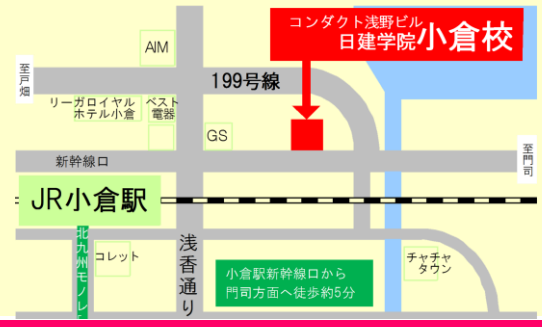 コンダクト浅野ビル
日建学院小倉校
AIM
至戸畑
199号線
リーガロイヤル
ホテル小倉
ベスト
電器
GS
至門司
新幹線口
JR小倉駅
北九州モノレ
コレット
浅香通り
小倉駅新幹線口から
門司方面へ徒歩約5分
チャチャ
タウン